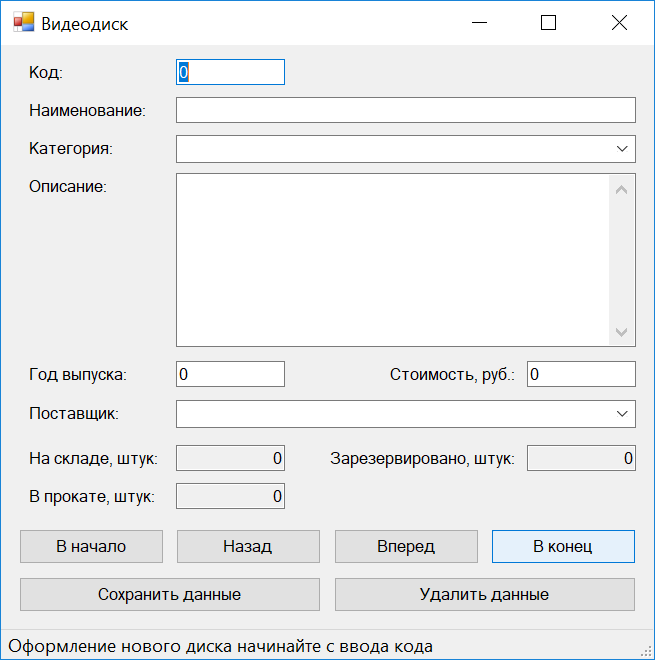 Видеодиск
Код: 0
Наименование:
Категория:
Описание:
Год выпуска: 0 Стоимость, руб.: 0
Поставщик:
На складе, штук: 0 Зарезервировано, штук: 0
В прокате, штук: 0
В начало Назад Вперед В конец
Сохранить данные Удалить данные
Оформление нового диска начинайте с ввода кода